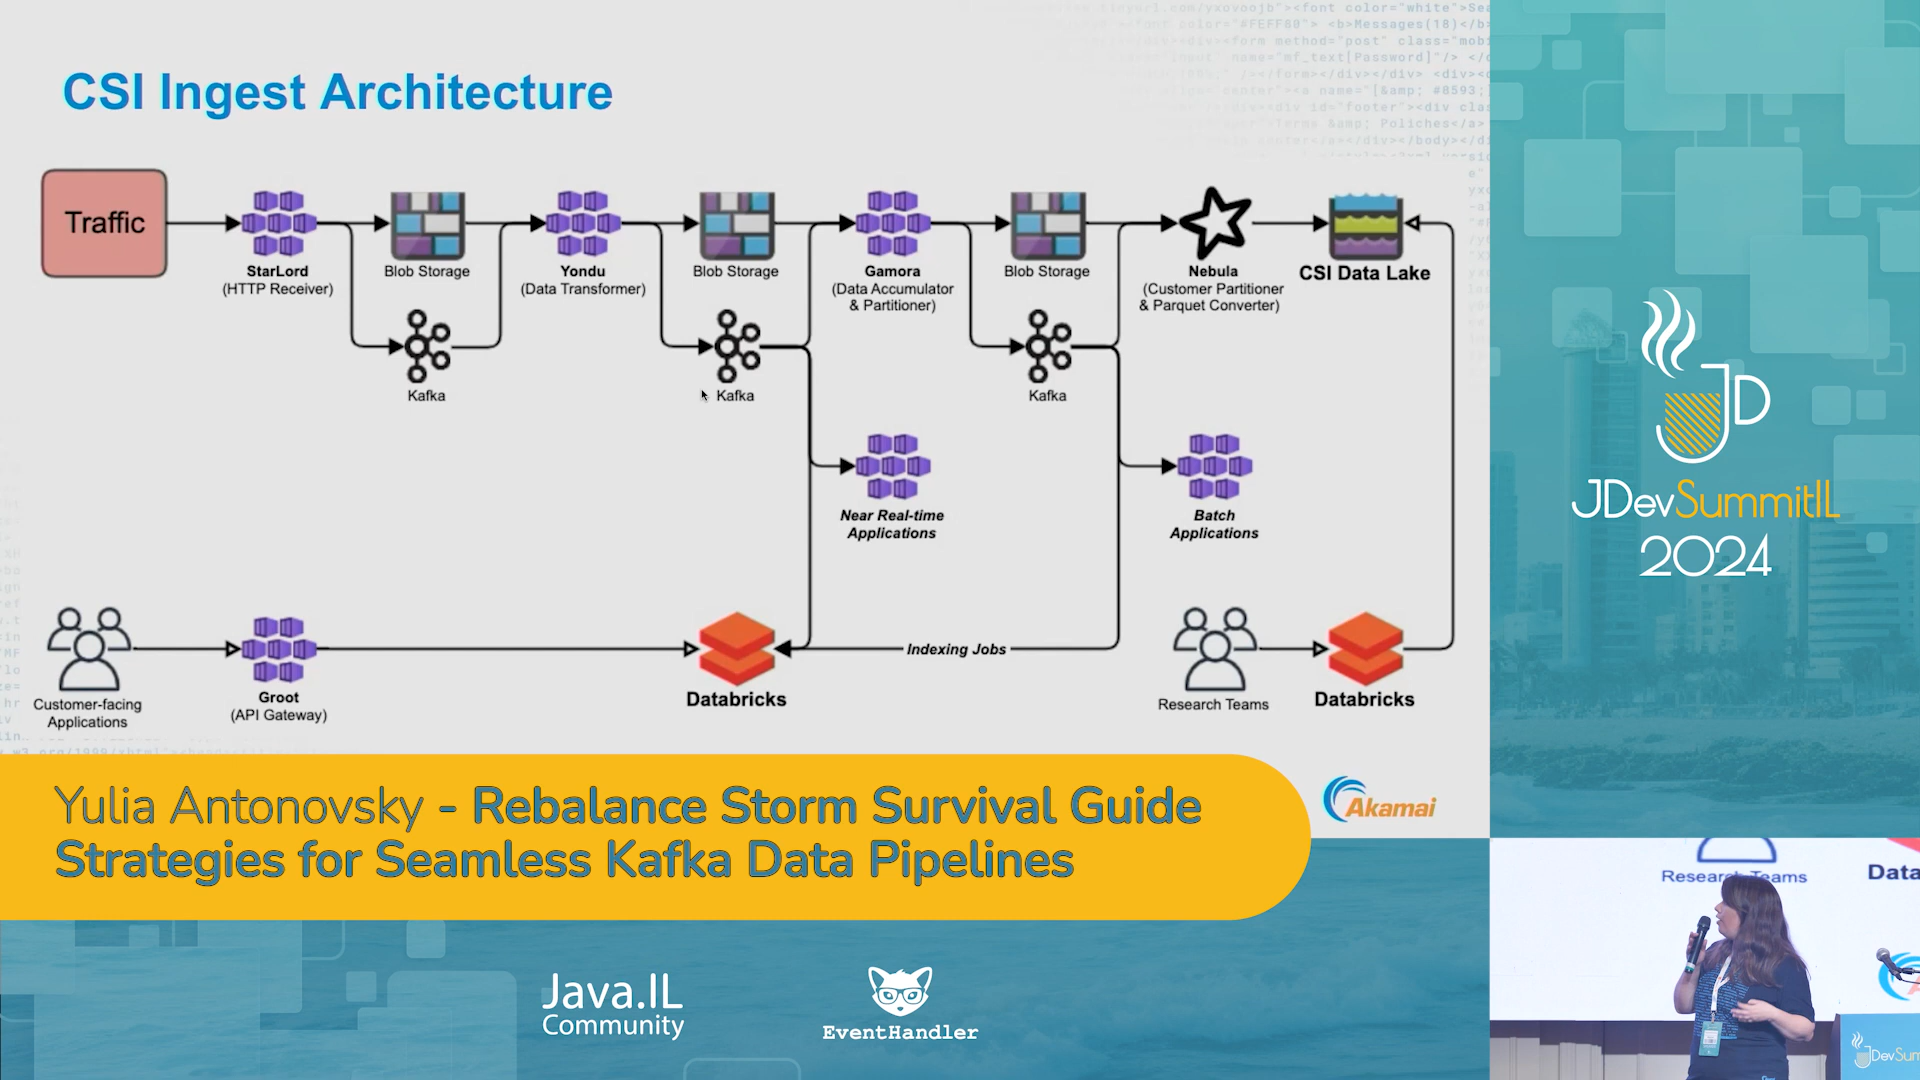 CSI Ingest Architecture
Traffic
StarLord
(HTTP Receiver)
Blob Storage
Kafka
Yondu
(Data Transformer)
Blob Storage
Kafka
Gamora
(Data Accumulator
& Partitioner)
Blob Storage
Kafka
Nebula
(Customer Partitioner
& Parquet Converter)
CSI Data Lake
Near Real-time
Applications
Batch
Applications
Customer-facing
Applications
Groot
(API Gateway)
Databricks
Indexing Jobs
Research Teams
Databricks
Akamai
Yulia Antonovsky - Rebalance Storm Survival Guide
Strategies for Seamless Kafka Data Pipelines
Java.IL
Community
EventHandler
JD
JDevSummitIL
2024
Research Teams